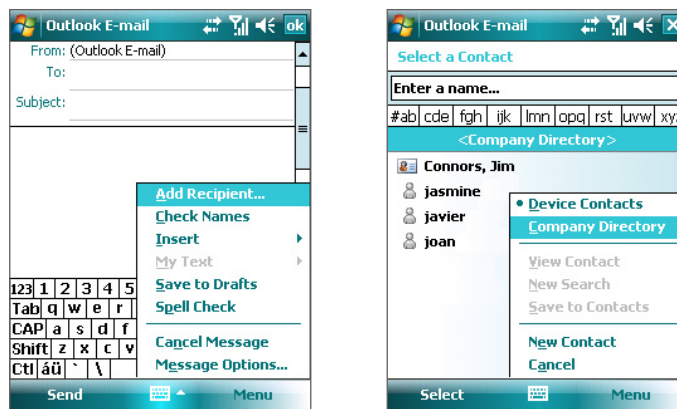 Outlook E-mail ok
From: (Outlook E-mail)
To:
Subject:
Add Recipient...
Check Names
Insert
My Text
Save to Drafts
Spell Check
Cancel Message
Message Options...
123 1 2 3 4 5
Tab q w e r
CAP a s d f
Shift z x c v
Ctl áü ` \
Send Menu
Outlook E-mail X
Select a Contact
Enter a name...
#ab cde fgh ijk lmn opq rst uvw xyz
<Company Directory>
Connors, Jim
jasmine
javier
joan
Device Contacts
Company Directory
View Contact
New Search
Save to Contacts
New Contact
Cancel
Select Menu